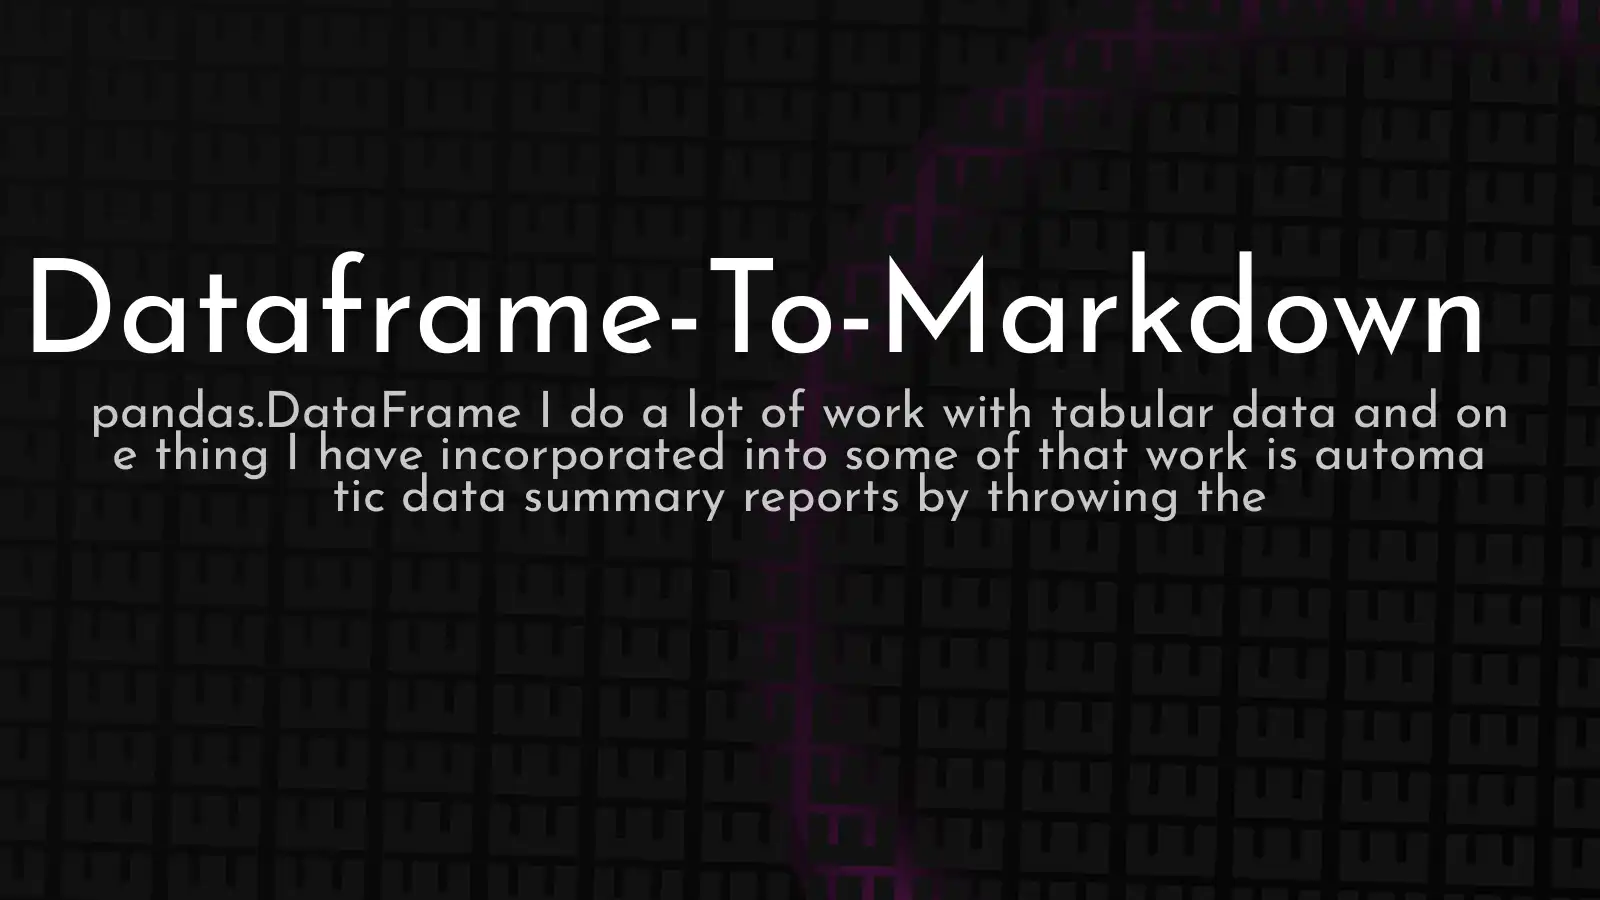 Dataframe-To-Markdown
pandas.DataFrame I do a lot of work with tabular data and on
e thing I have incorporated into some of that work is automa
tic data summary reports by throwing the